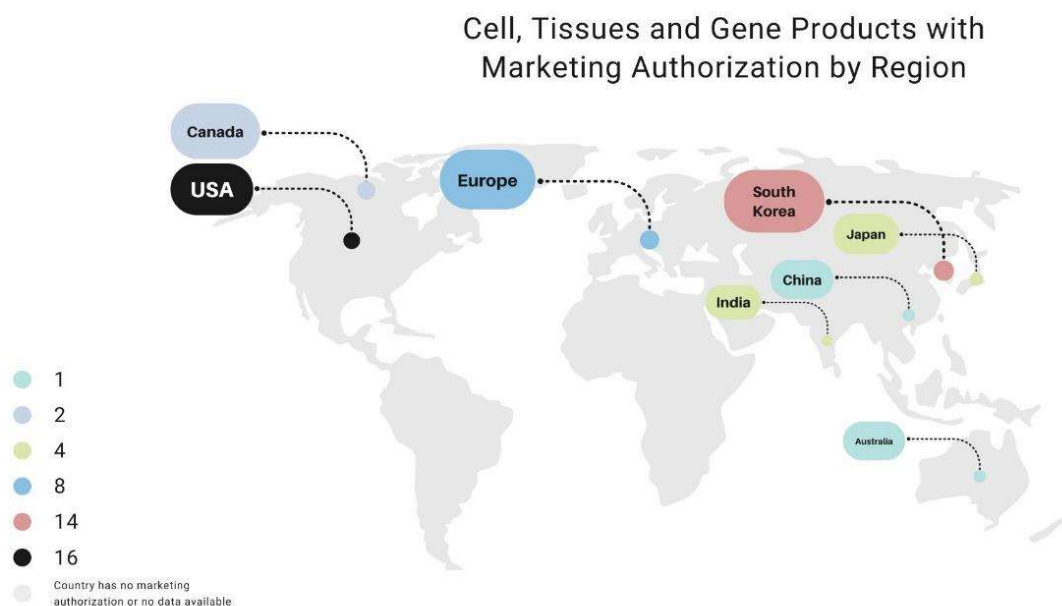 Cell, Tissues and Gene Products with
Marketing Authorization by Region
Canada
USA
Europe
South
Korea
Japan
China
India
Australia
1
2
4
8
14
16
Country has no marketing
authorization or no data available